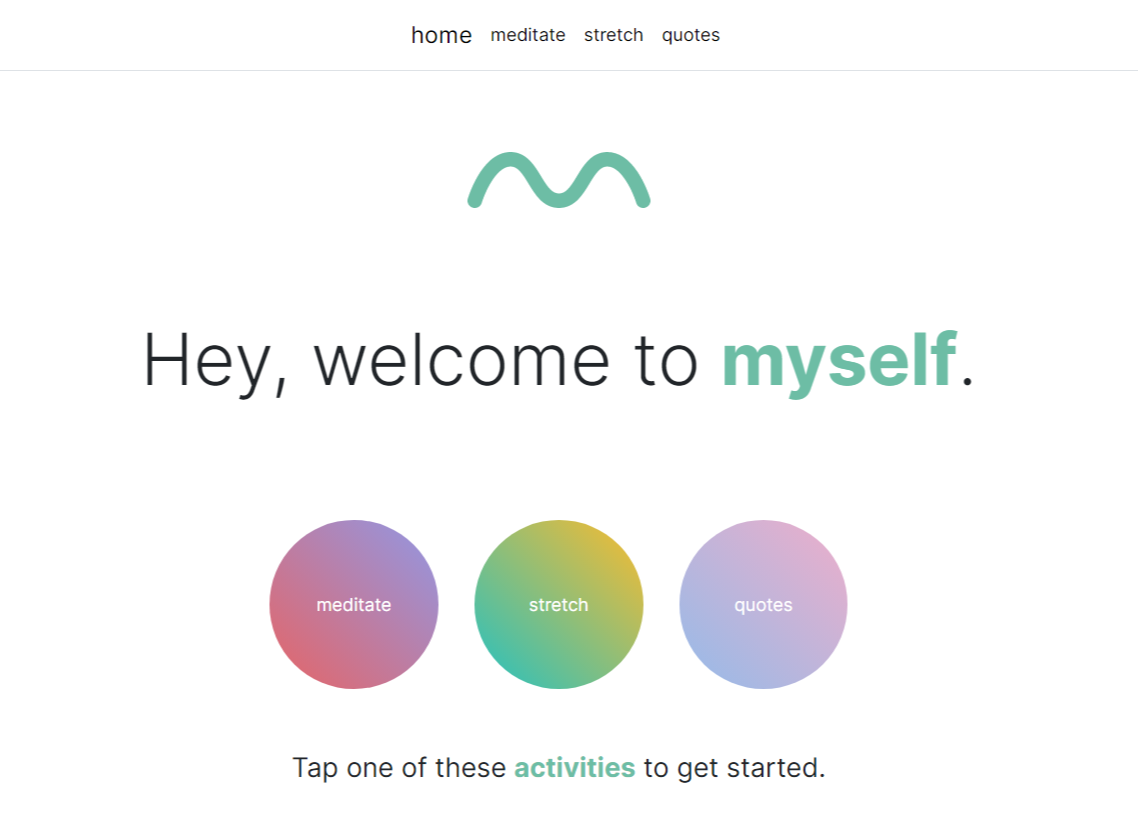 home meditate stretch quotes
Hey, welcome to myself.
meditate stretch quotes
Tap one of these activities to get started.